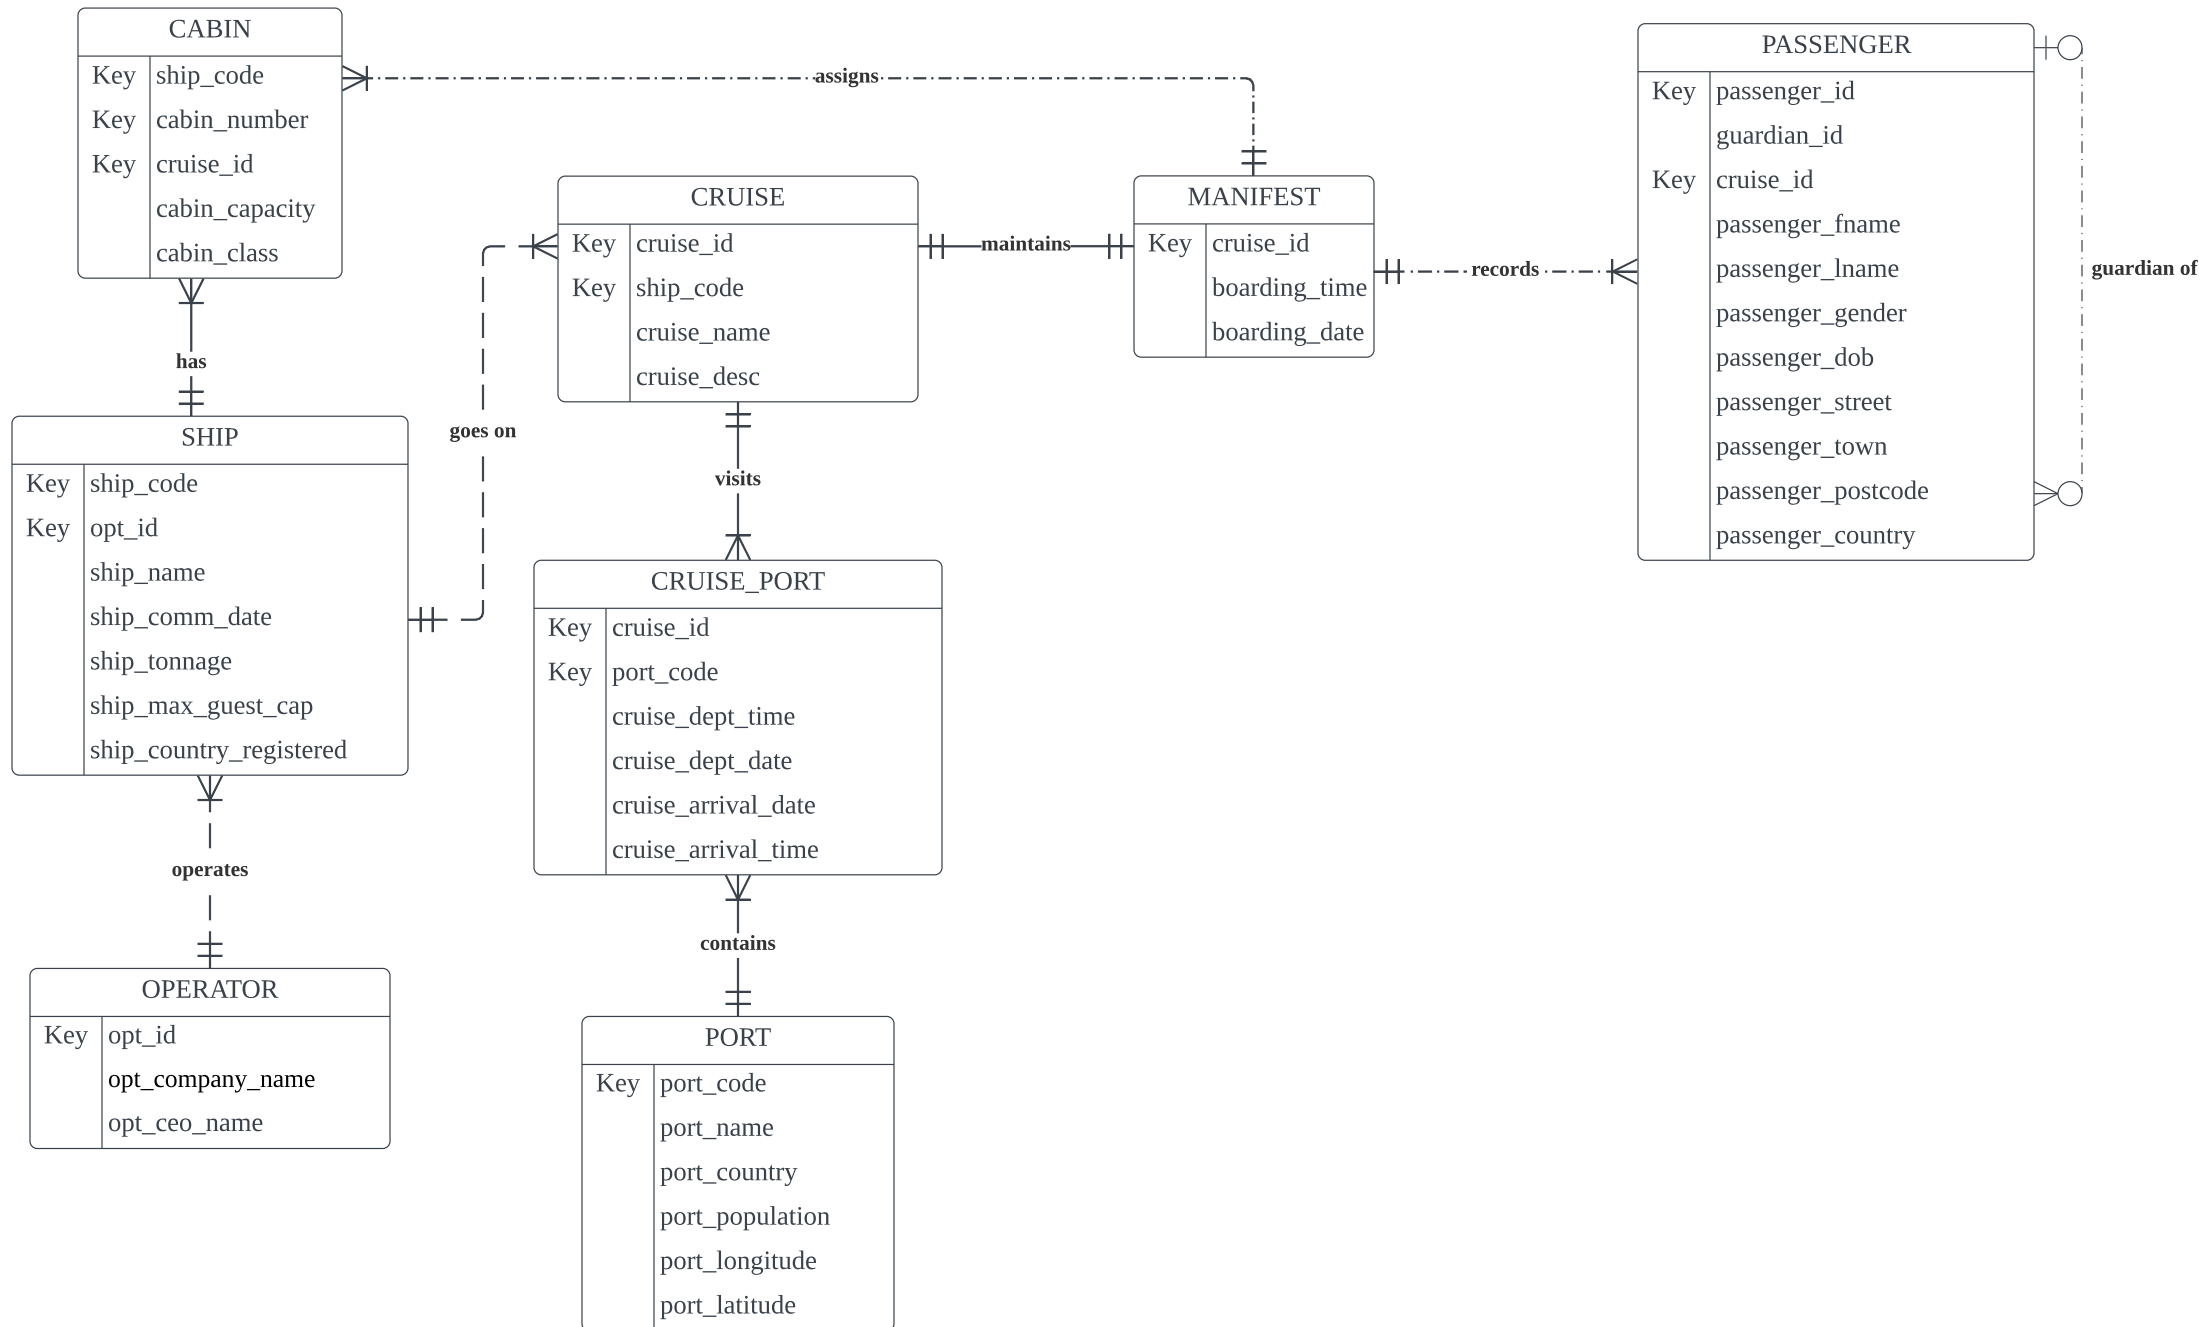 CABIN
Key ship_code
Key cabin_number
Key cruise_id
cabin_capacity
cabin_class
assigns
has
SHIP
Key ship_code
Key opt_id
ship_name
ship_comm_date
ship_tonnage
ship_max_guest_cap
ship_country_registered
goes on
operates
OPERATOR
Key opt_id
opt_company_name
opt_ceo_name
CRUISE
Key cruise_id
Key ship_code
cruise_name
cruise_desc
maintains
visits
CRUISE_PORT
Key cruise_id
Key port_code
cruise_dept_time
cruise_dept_date
cruise_arrival_date
cruise_arrival_time
contains
PORT
Key port_code
port_name
port_country
port_population
port_longitude
port_latitude
MANIFEST
Key cruise_id
boarding_time
boarding_date
records
PASSENGER
Key passenger_id
guardian_id
Key cruise_id
passenger_fname
passenger_lname
passenger_gender
passenger_dob
passenger_street
passenger_town
passenger_postcode
passenger_country
guardian of